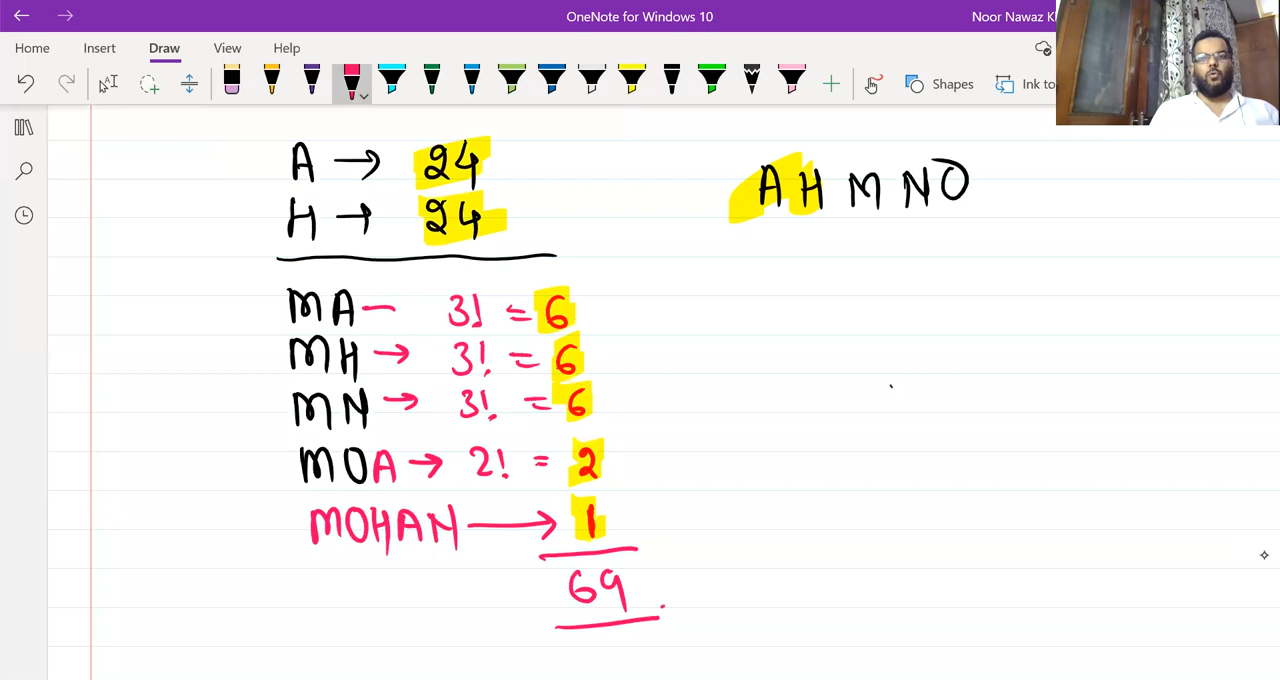 OneNote for Windows 10
Noor Nawaz K
Home Insert Draw View Help
Shapes
Ink to
A → 24
H → 24
A H M N O
MA — 3! = 6
MH → 3! = 6
MN → 3! = 6
MOA → 2! = 2
MOHAN → 1
69